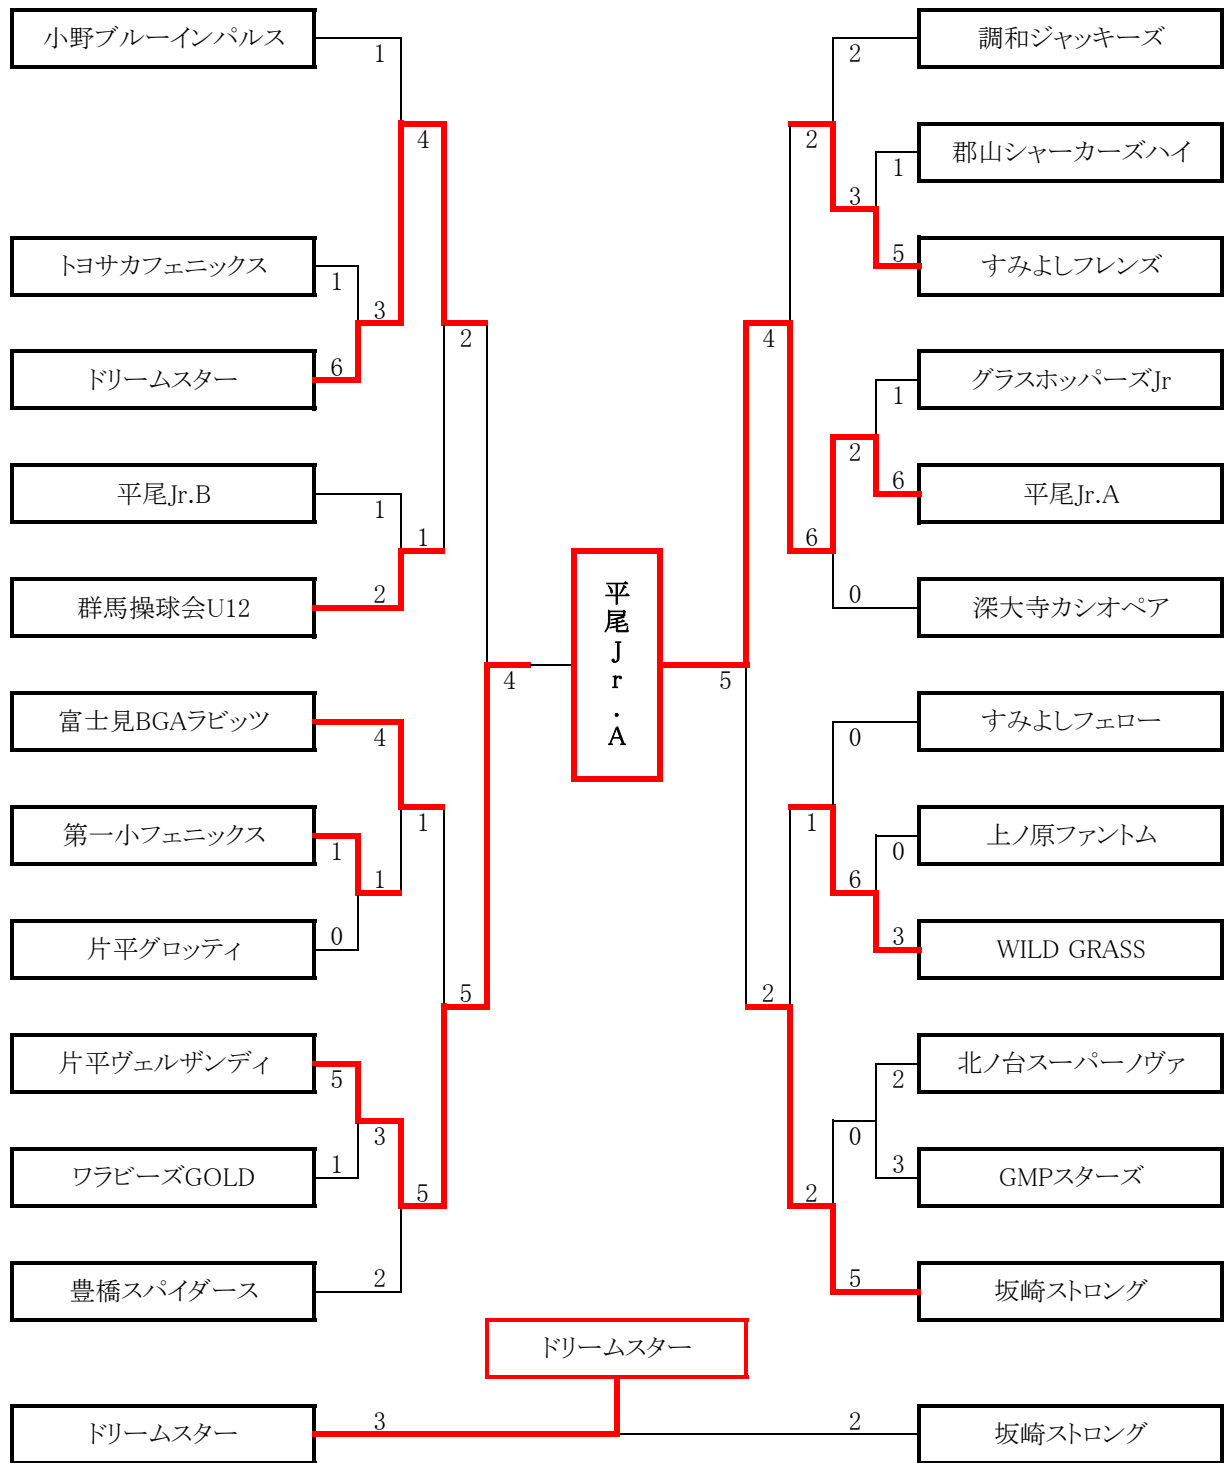 小野ブルーインパルス
1
調和ジャッキーズ
2
4
2
郡山シャーカーズハイ
1
3
トヨサカフェニックス
1
すみよしフレンズ
5
3
2
4
ドリームスター
6
グラスホッパーズJr
1
2
平尾Jr.B
1
平尾Jr.A
6
1
6
群馬操球会U12
2
深大寺カシオペア
0
平尾Jr.A
4
5
富士見BGAラビッツ
4
すみよしフェロー
0
1
1
第一小フェニックス
1
上ノ原ファントム
0
1
6
片平グロッティ
0
WILD GRASS
3
5
2
片平ヴェルザンディ
5
北ノ台スーパーノヴァ
2
3
0
ワラビーズGOLD
1
GMPスターズ
3
5
2
豊橋スパイダース
2
坂崎ストロング
5
ドリームスター
ドリームスター
3
2
坂崎ストロング